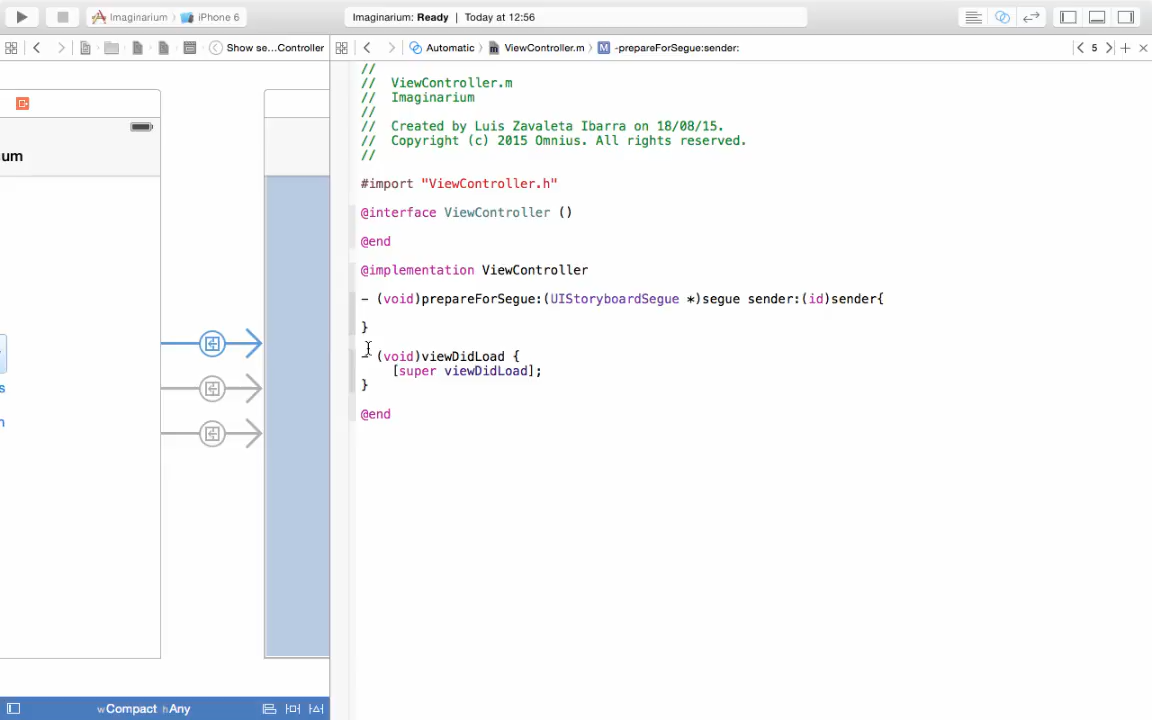 Imaginarium
iPhone 6
Imaginarium: Ready | Today at 12:56
Show se...Controller
Automatic
ViewController.m
M
-prepareForSegue:sender:
5
um
s
n
//
// ViewController.m
// Imaginarium
//
// Created by Luis Zavaleta Ibarra on 18/08/15.
// Copyright (c) 2015 Omnius. All rights reserved.
//
#import "ViewController.h"
@interface ViewController ()
@end
@implementation ViewController
- (void)prepareForSegue:(UIStoryboardSegue *)segue sender:(id)sender{
}
- (void)viewDidLoad {
[super viewDidLoad];
}
@end
wCompact hAny